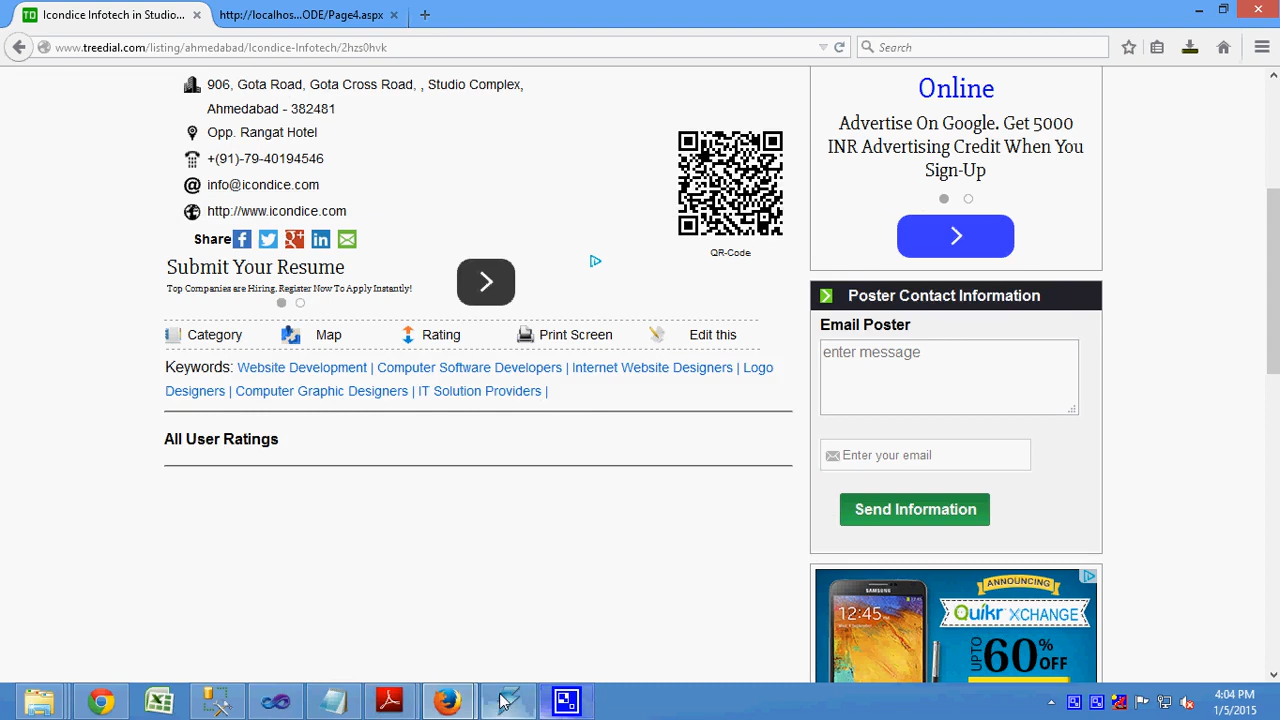 Icondice Infotech in Studio...
http://localhos...ODE/Page4.aspx
www.treedial.com/listing/ahmedabad/Icondice-Infotech/2hzs0hvk
Search
906, Gota Road, Gota Cross Road, , Studio Complex,
Ahmedabad - 382481
Opp. Rangat Hotel
+(91)-79-40194546
info@icondice.com
http://www.icondice.com
Share
QR-Code
Submit Your Resume
Top Companies are Hiring. Register Now To Apply Instantly!
Category
Map
Rating
Print Screen
Edit this
Keywords: Website Development | Computer Software Developers | Internet Website Designers | Logo
Designers | Computer Graphic Designers | IT Solution Providers |
All User Ratings
Online
Advertise On Google. Get 5000
INR Advertising Credit When You
Sign-Up
Poster Contact Information
Email Poster
enter message
Enter your email
Send Information
SAMSUNG
12:45
ANNOUNCING
Quikr XCHANGE
UPTO
60% OFF
4:04 PM
1/5/2015